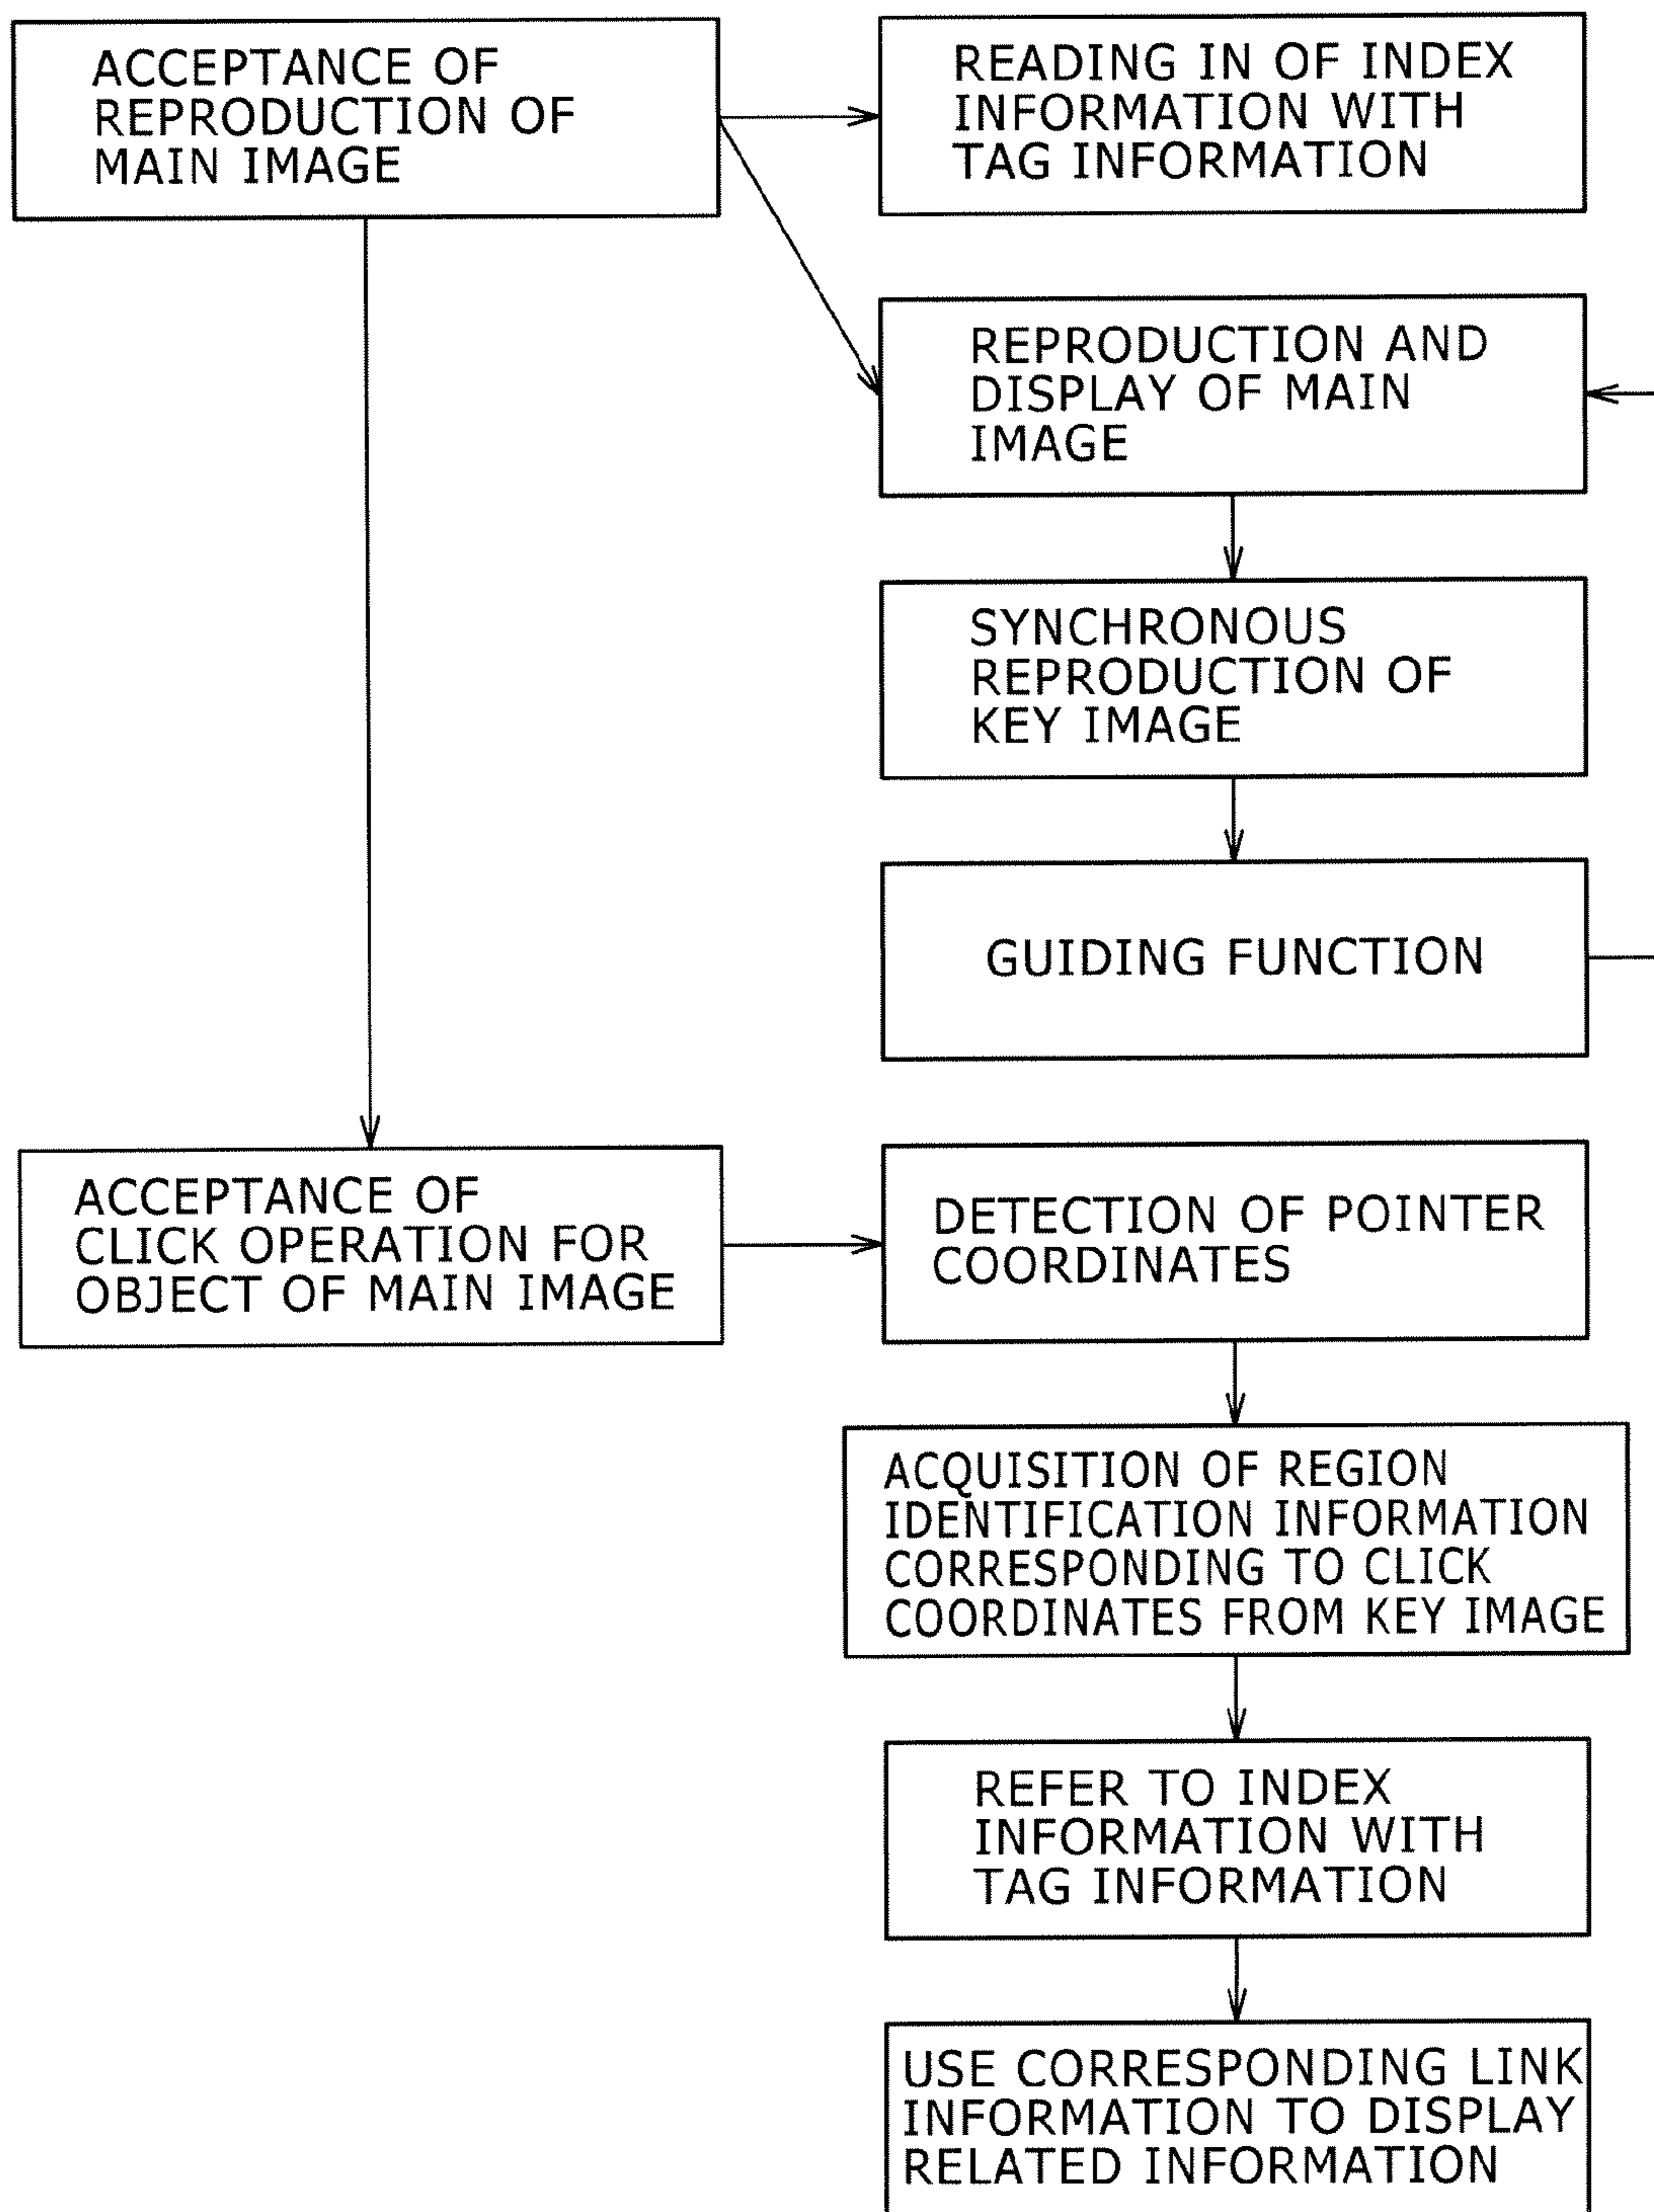 ACCEPTANCE OF
REPRODUCTION OF
MAIN IMAGE
READING IN OF INDEX
INFORMATION WITH
TAG INFORMATION
REPRODUCTION AND
DISPLAY OF MAIN
IMAGE
SYNCHRONOUS
REPRODUCTION OF
KEY IMAGE
GUIDING FUNCTION
ACCEPTANCE OF
CLICK OPERATION FOR
OBJECT OF MAIN IMAGE
DETECTION OF POINTER
COORDINATES
ACQUISITION OF REGION
IDENTIFICATION INFORMATION
CORRESPONDING TO CLICK
COORDINATES FROM KEY IMAGE
REFER TO INDEX
INFORMATION WITH
TAG INFORMATION
USE CORRESPONDING LINK
INFORMATION TO DISPLAY
RELATED INFORMATION